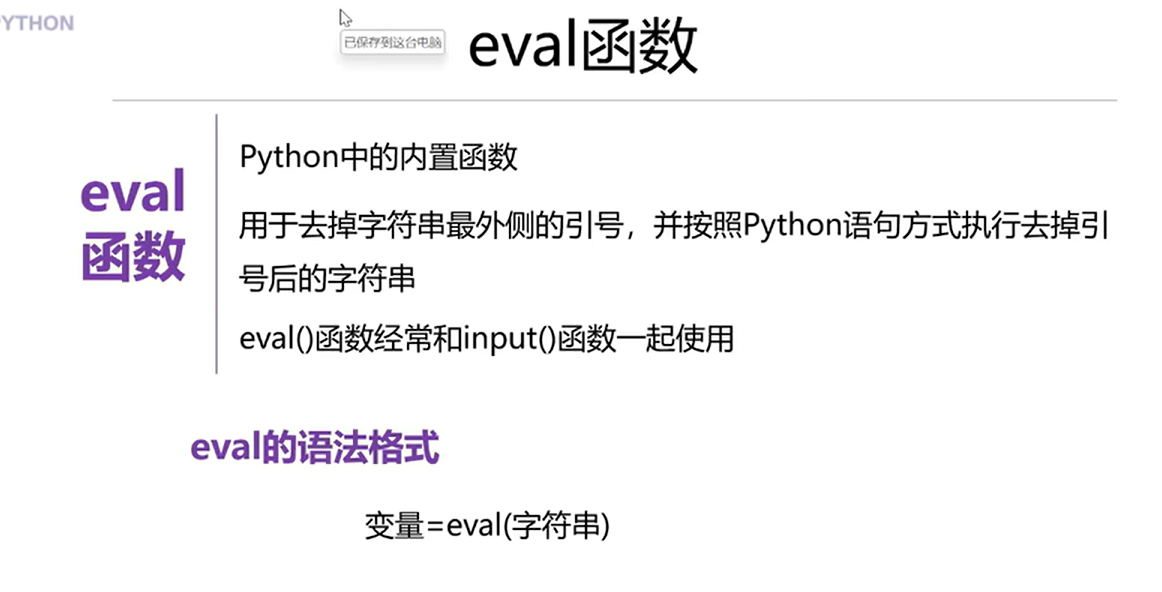 PYTHON
已保存到这台电脑
eval函数
eval
函数
Python中的内置函数
用于去掉字符串最外侧的引号，并按照Python语句方式执行去掉引
号后的字符串
eval()函数经常和input()函数一起使用
eval的语法格式
变量=eval(字符串)